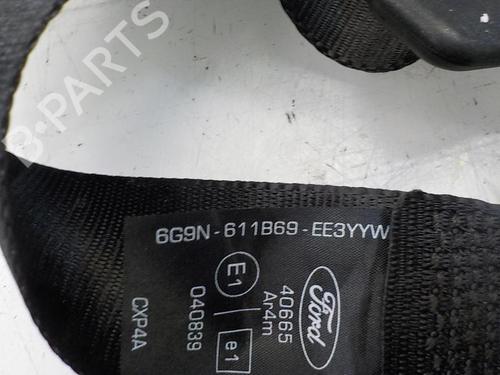 6G9N-611B69-EE3YYW
E1
040839
e1
40665
Ar4m
Ford
CXP4A
B-PARTS